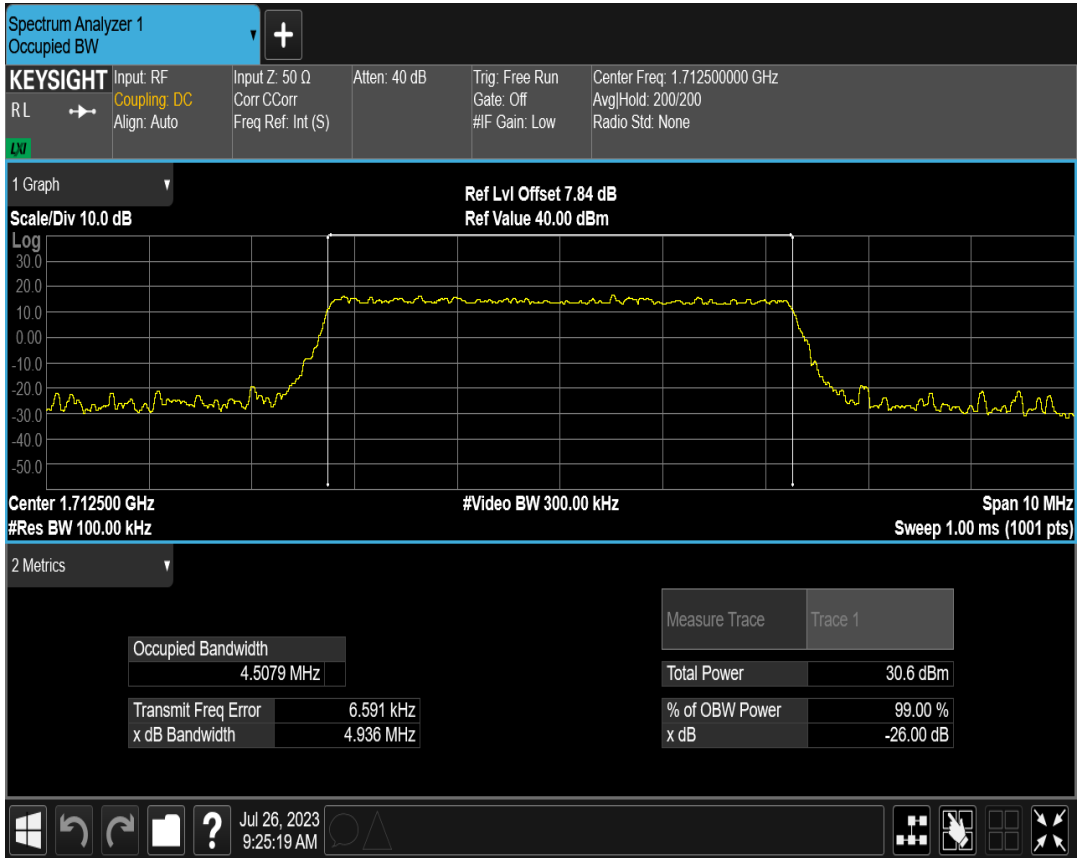 Spectrum Analyzer 1
Occupied BW
+
KEYSIGHT
RL
LXI
Input: RF
Coupling: DC
Align: Auto
Input Z: 50 Ω
Corr CCorr
Freq Ref: Int (S)
Atten: 40 dB
Trig: Free Run
Gate: Off
#IF Gain: Low
Center Freq: 1.712500000 GHz
Avg|Hold: 200/200
Radio Std: None
1 Graph
Ref Lvl Offset 7.84 dB
Scale/Div 10.0 dB
Ref Value 40.00 dBm
Log
30.0
20.0
10.0
0.00
-10.0
-20.0
-30.0
-40.0
-50.0
Center 1.712500 GHz
#Video BW 300.00 kHz
Span 10 MHz
#Res BW 100.00 kHz
Sweep 1.00 ms (1001 pts)
2 Metrics
Measure Trace Trace 1
Occupied Bandwidth
4.5079 MHz
Total Power 30.6 dBm
Transmit Freq Error 6.591 kHz
% of OBW Power 99.00 %
x dB Bandwidth 4.936 MHz
x dB -26.00 dB
?
Jul 26, 2023
9:25:19 AM